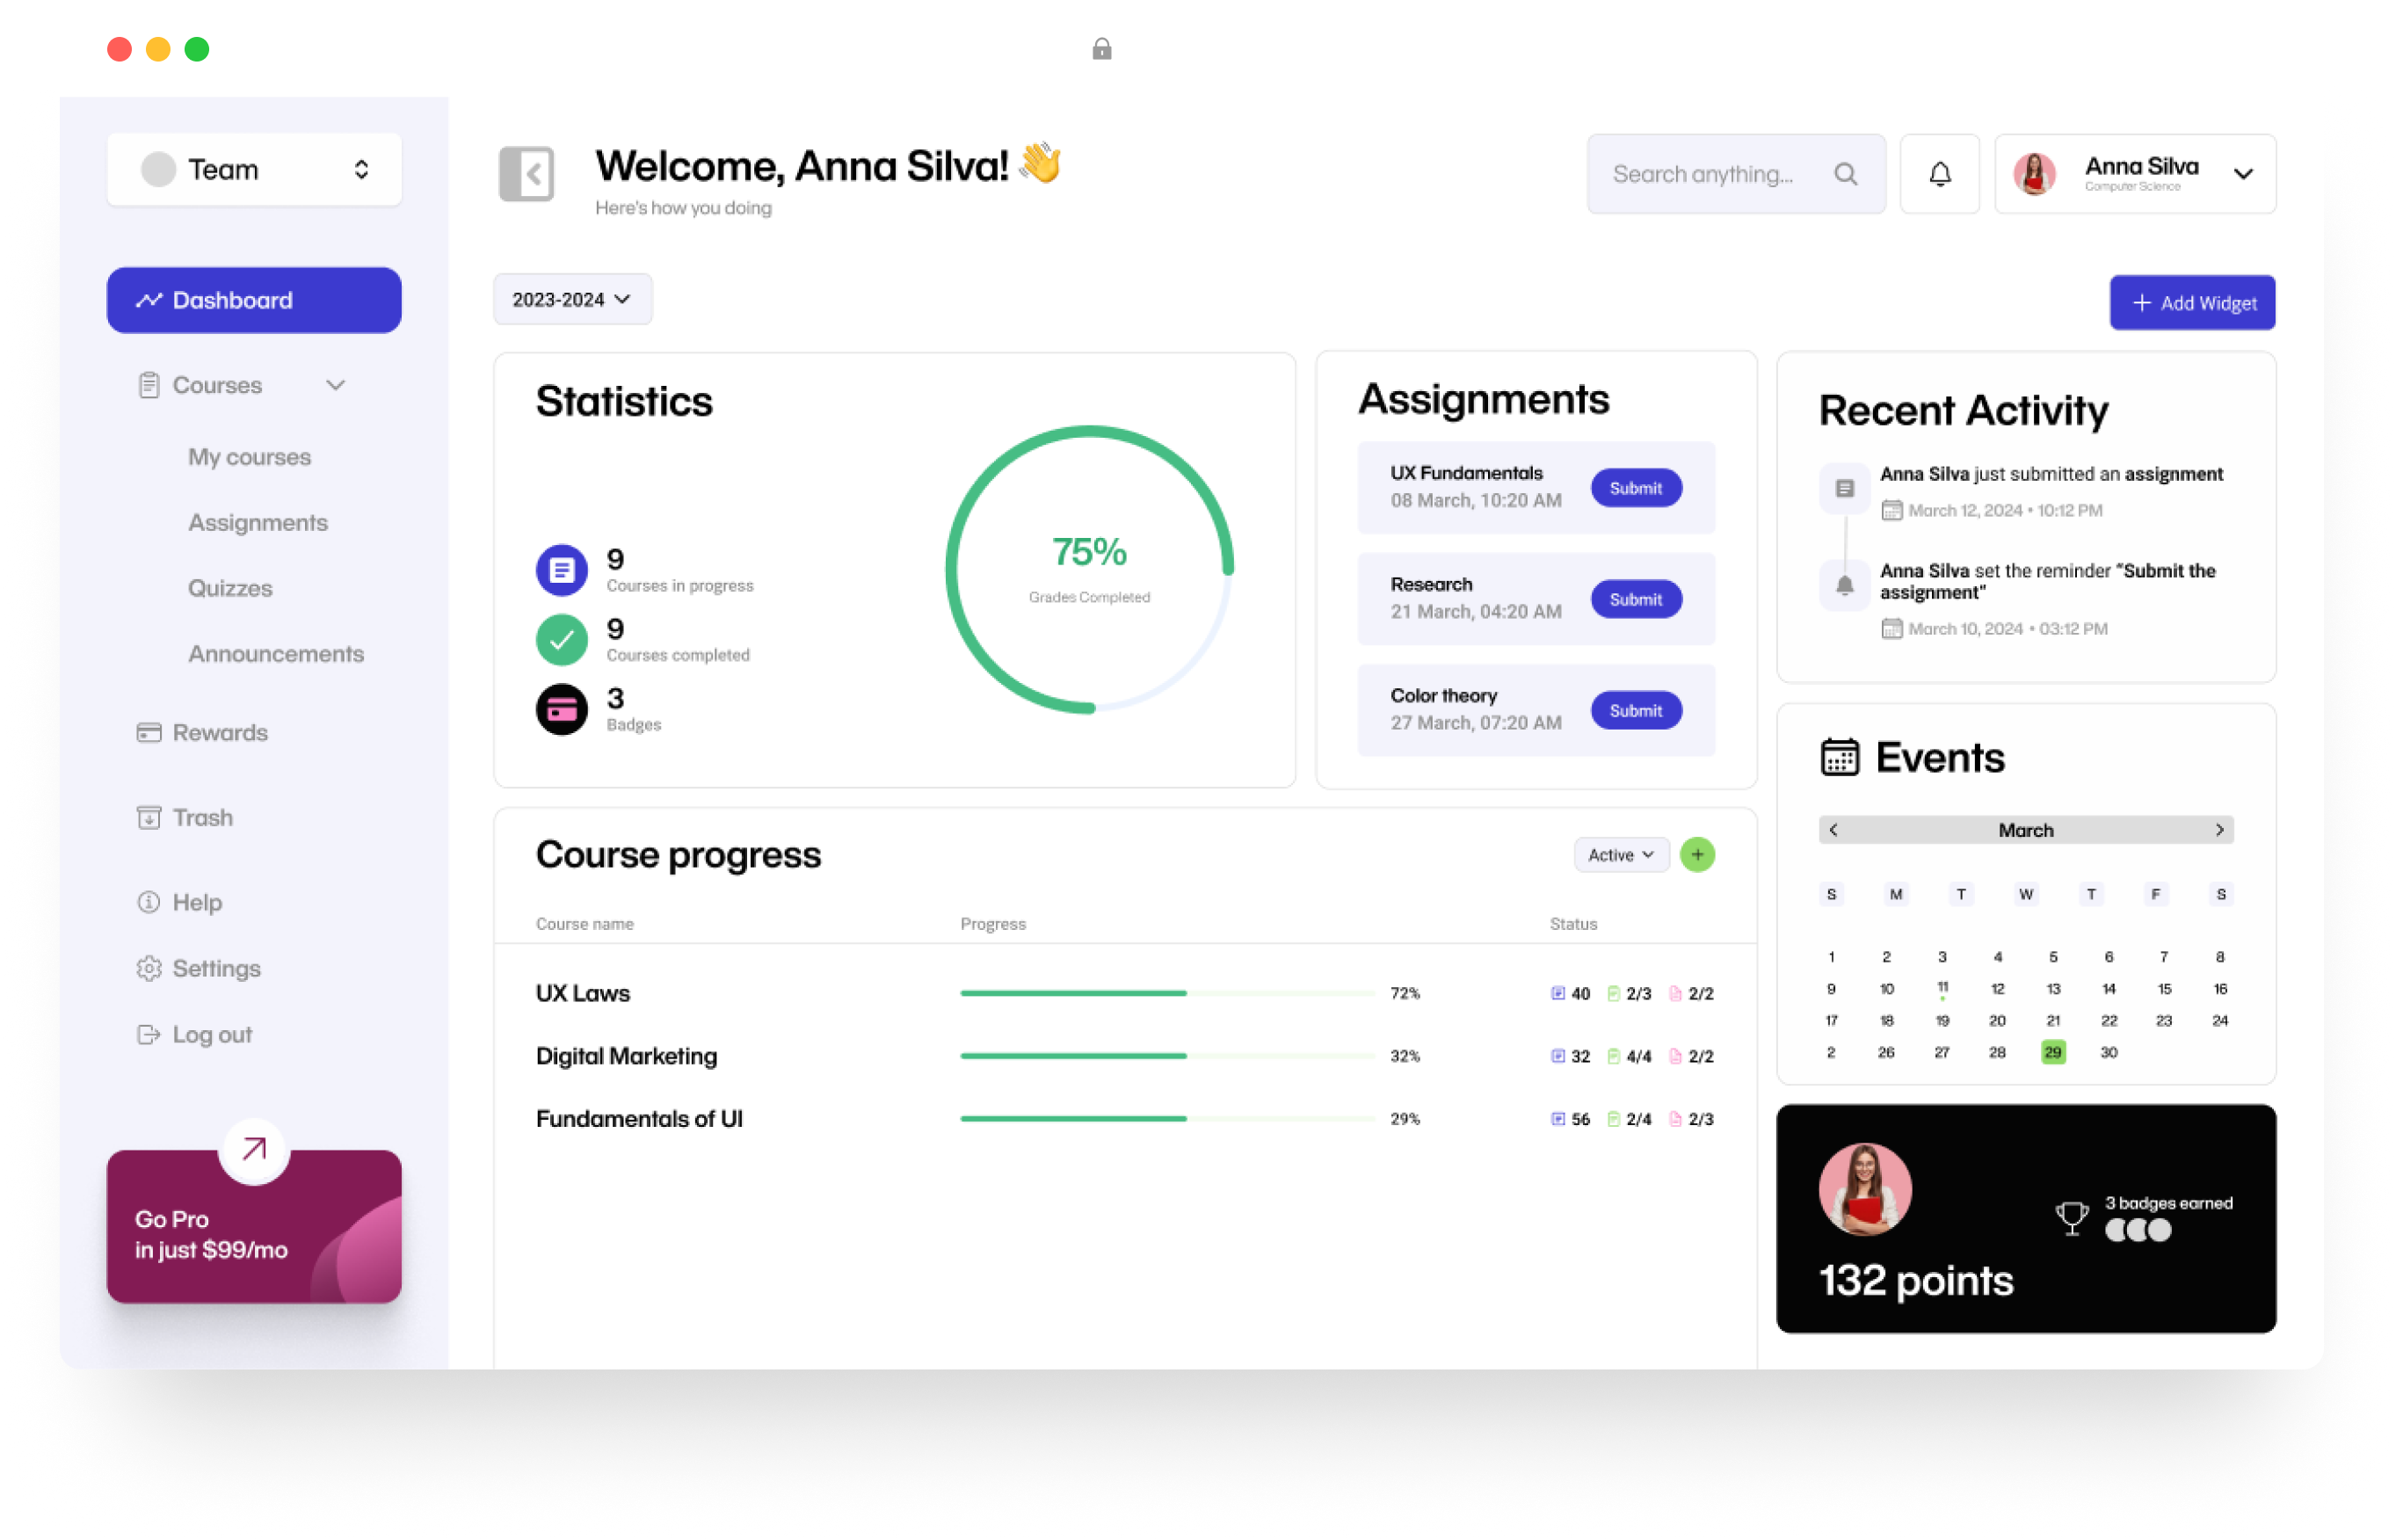 Team
Dashboard
Courses
My courses
Assignments
Quizzes
Announcements
Rewards
Trash
Help
Settings
Log out
Go Pro
in just $99/mo
Welcome, Anna Silva! 👋
Here's how you doing
Search anything...
Anna Silva
Computer Science
2023-2024
+ Add Widget
Statistics
9
Courses in progress
9
Courses completed
3
Badges
75%
Grades Completed
Assignments
UX Fundamentals
08 March, 10:20 AM
Submit
Research
21 March, 04:20 AM
Submit
Color theory
27 March, 07:20 AM
Submit
Recent Activity
Anna Silva just submitted an assignment
March 12, 2024 • 10:12 PM
Anna Silva set the reminder “Submit the
assignment”
March 10, 2024 • 03:12 PM
Course progress
Active
+
Course name Progress Status
UX Laws 72% 40 2/3 2/2
Digital Marketing 32% 32 4/4 2/2
Fundamentals of UI 29% 56 2/4 2/3
Events
< March >
S M T W T F S
1 2 3 4 5 6 7 8
9 10 11 12 13 14 15 16
17 18 19 20 21 22 23 24
2 26 27 28 29 30
3 badges earned
132 points